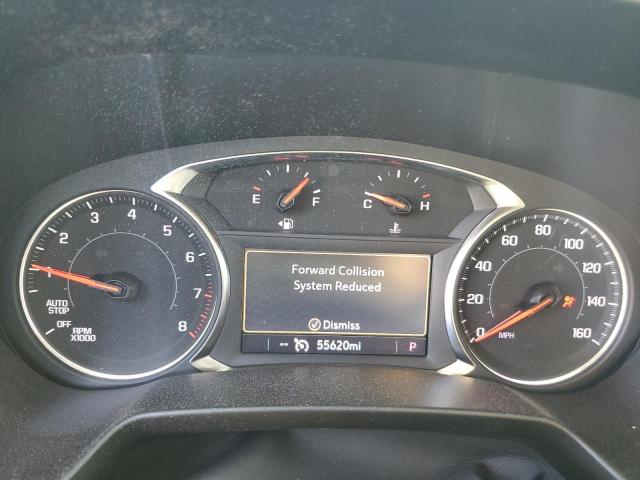 E F
C H
1 2 3 4 5 6 7 8
AUTO
STOP
OFF
RPM
X1000
Forward Collision
System Reduced
Dismiss
-- 55620mi P
0 20 40 60 80 100 120 140 160
MPH